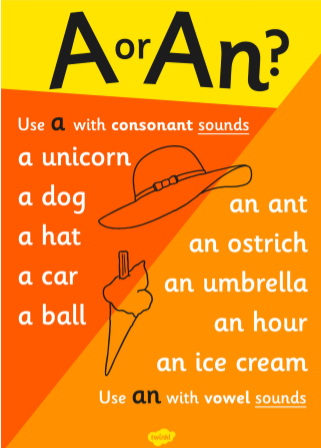 A or An?
Use a with consonant sounds
a unicorn
a dog
a hat
a car
a ball
an ant
an ostrich
an umbrella
an hour
an ice cream
Use an with vowel sounds
twinkl